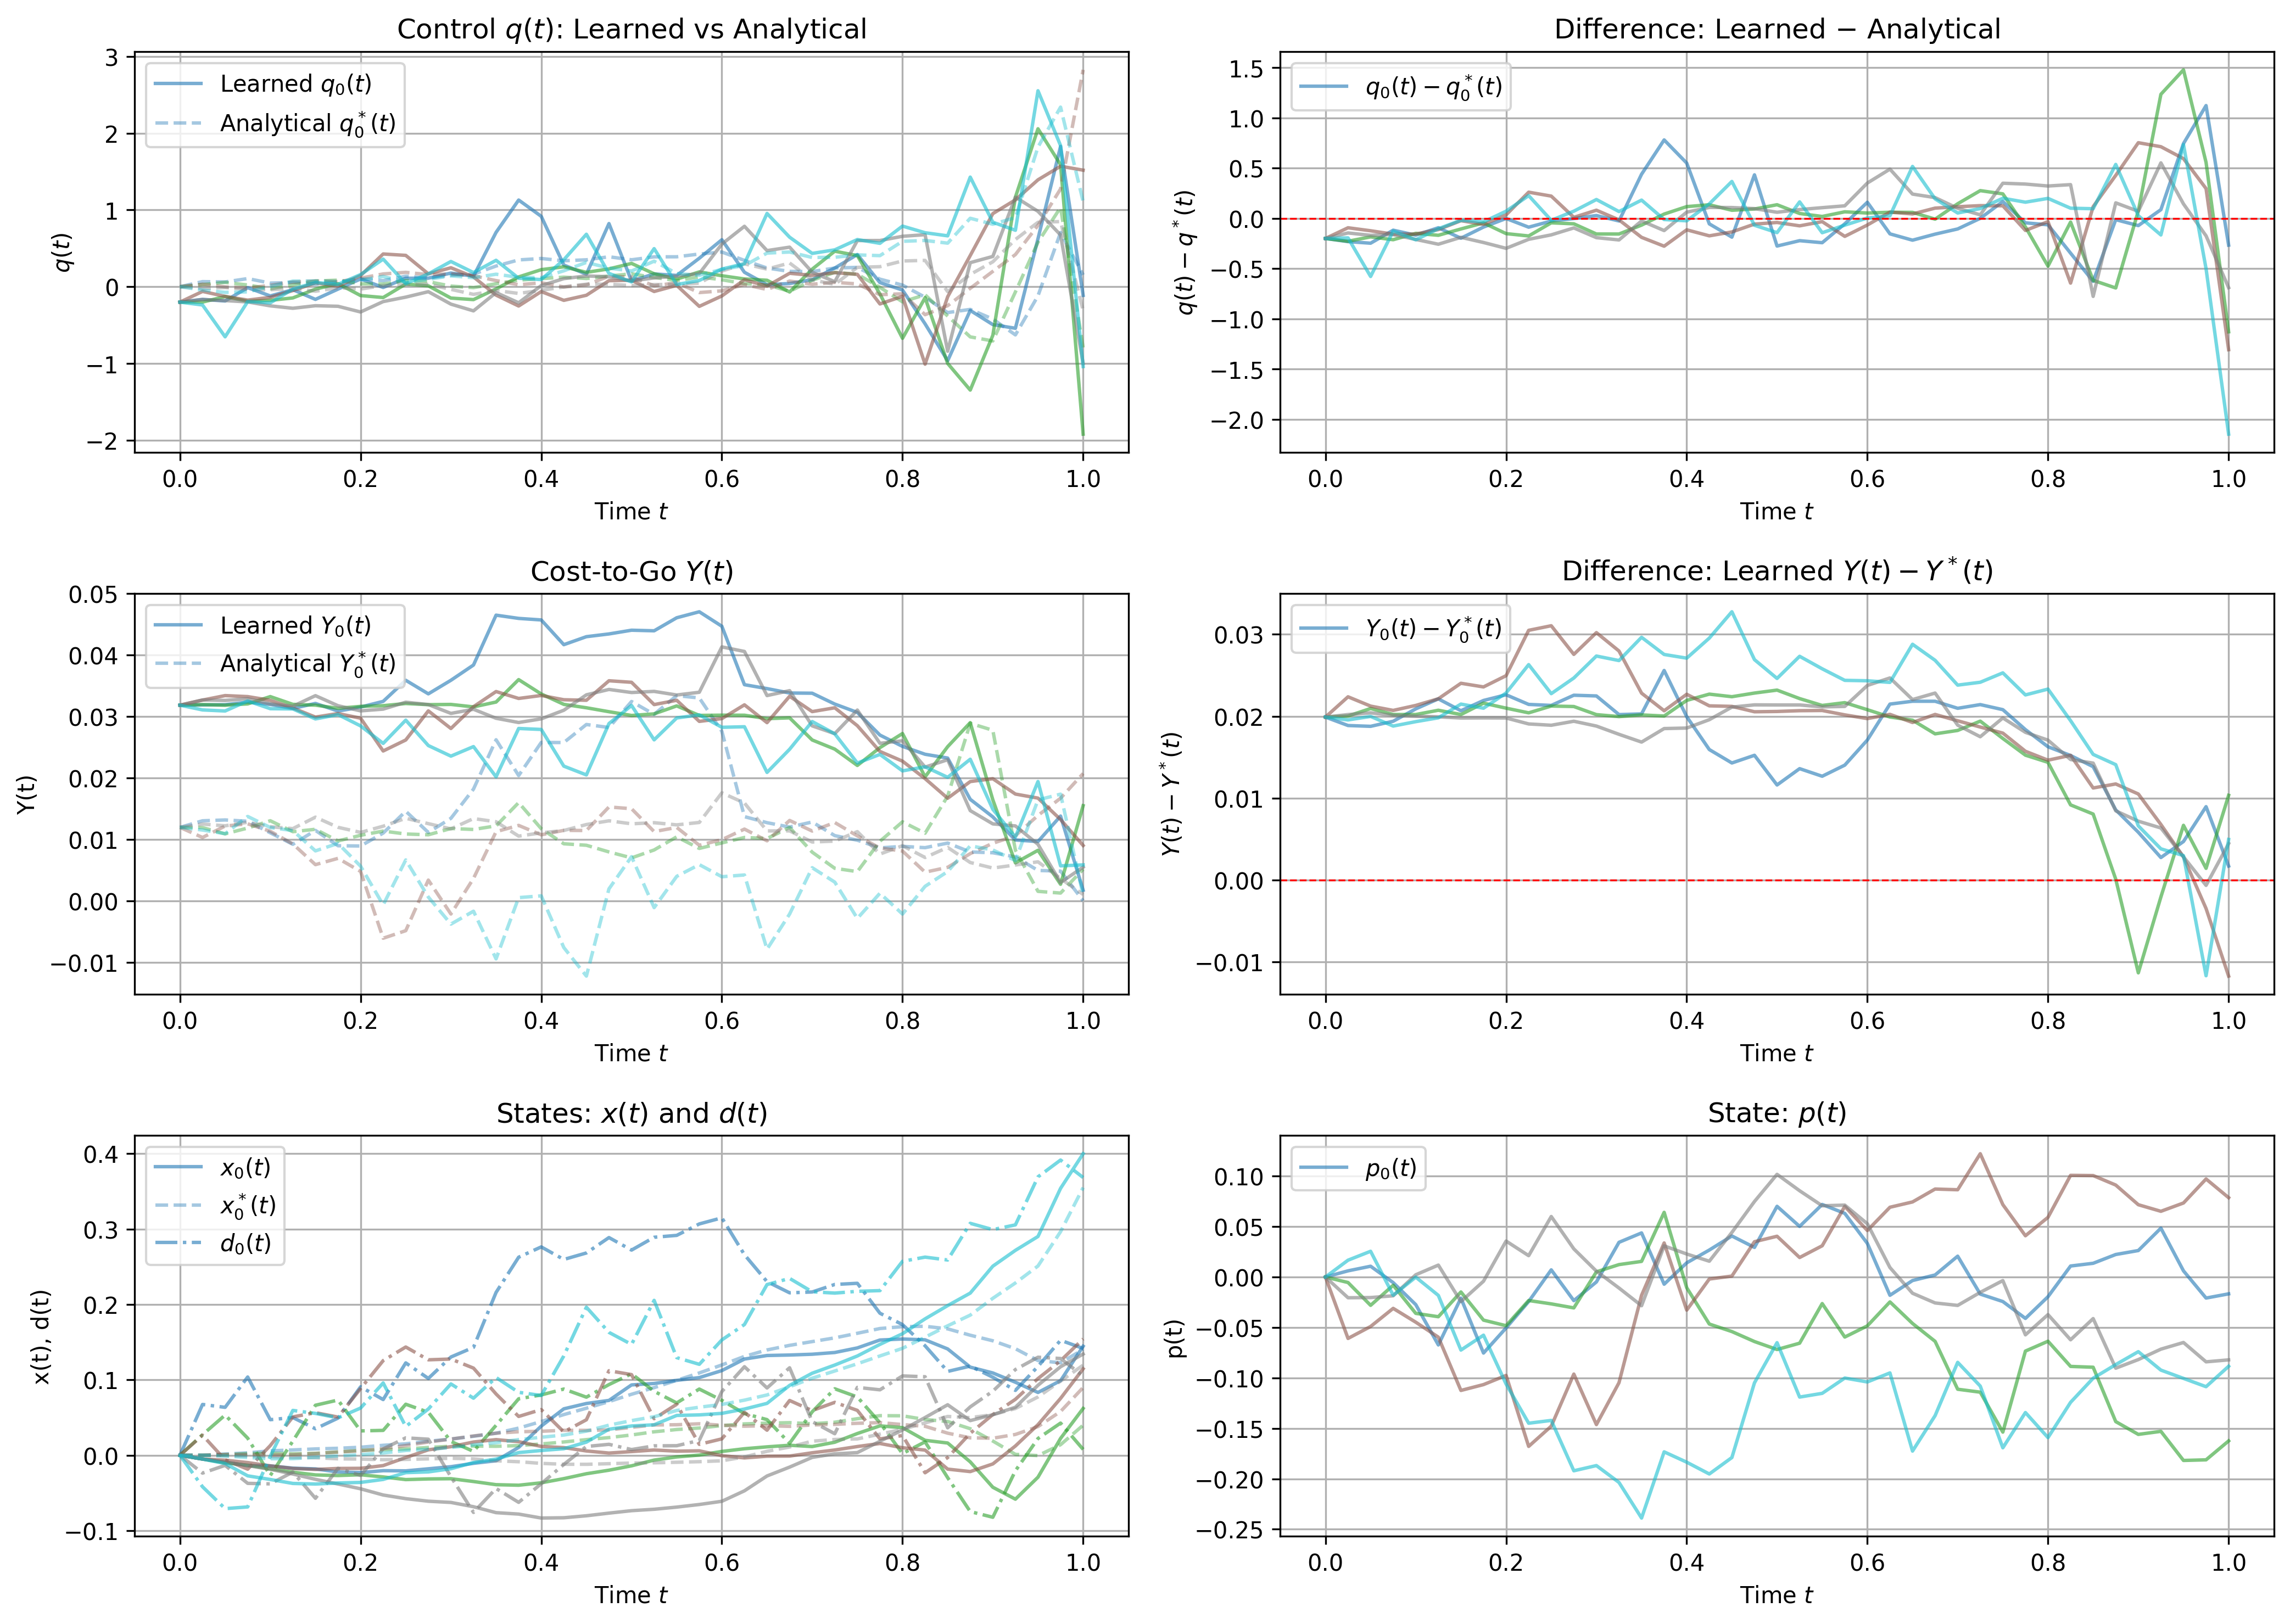 Control q(t): Learned vs Analytical
Learned q₀(t)
Analytical q₀*(t)
3
2
1
0
−1
−2
q(t)
0.0 0.2 0.4 0.6 0.8 1.0
Time t
Difference: Learned − Analytical
q₀(t) − q₀*(t)
1.5
1.0
0.5
0.0
−0.5
−1.0
−1.5
−2.0
q(t) − q*(t)
0.0 0.2 0.4 0.6 0.8 1.0
Time t
Cost-to-Go Y(t)
Learned Y₀(t)
Analytical Y₀*(t)
0.05
0.04
0.03
0.02
0.01
0.00
−0.01
Y(t)
0.0 0.2 0.4 0.6 0.8 1.0
Time t
Difference: Learned Y(t) − Y*(t)
Y₀(t) − Y₀*(t)
0.03
0.02
0.01
0.00
−0.01
Y(t) − Y*(t)
0.0 0.2 0.4 0.6 0.8 1.0
Time t
States: x(t) and d(t)
x₀(t)
x₀*(t)
d₀(t)
0.4
0.3
0.2
0.1
0.0
−0.1
x(t), d(t)
0.0 0.2 0.4 0.6 0.8 1.0
Time t
State: p(t)
p₀(t)
0.10
0.05
0.00
−0.05
−0.10
−0.15
−0.20
−0.25
p(t)
0.0 0.2 0.4 0.6 0.8 1.0
Time t